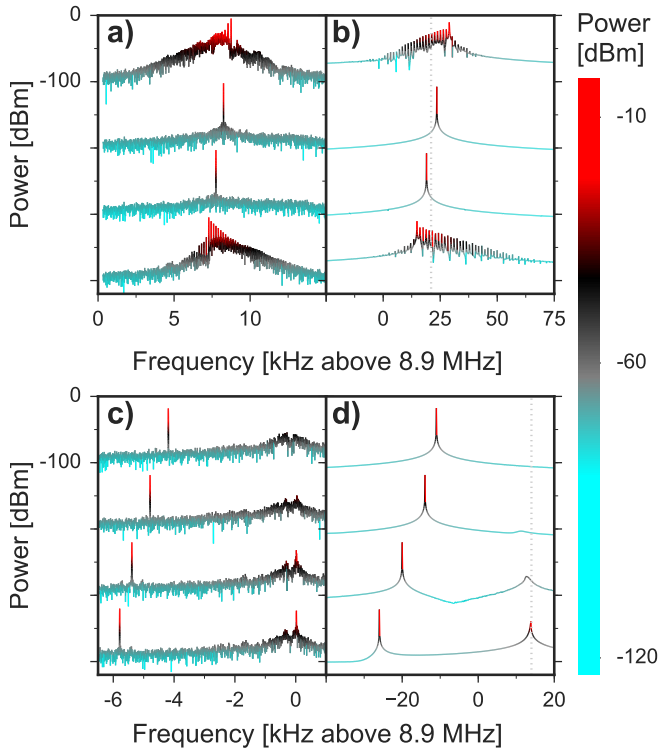 Power
[dBm]
a)
b)
0
-100
Power [dBm]
-10
0
5
10
0
25
50
75
Frequency [kHz above 8.9 MHz]
-60
c)
d)
0
-100
Power [dBm]
-120
-6
-4
-2
0
-20
0
20
Frequency [kHz above 8.9 MHz]